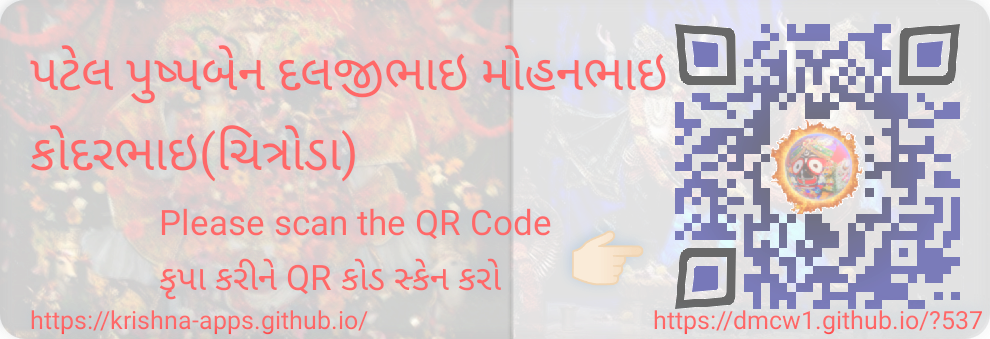 પટેલ પુષ્પબેન દલજીભાઇ મોહનભાઇ
કોદરભાઇ(ચિત્રોડા)
Please scan the QR Code
કૃપા કરીને QR કોડ સ્કેન કરો
https://krishna-apps.github.io/
https://dmcw1.github.io/?537